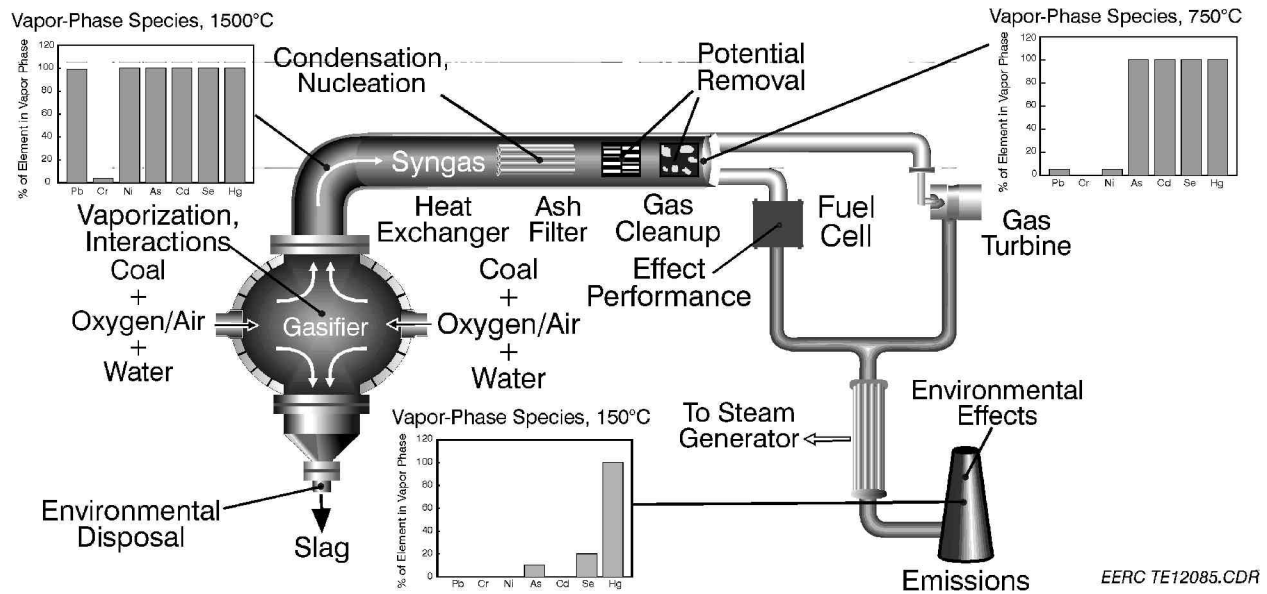 Vapor-Phase Species, 1500°C
% of Element in Vapor Phase
120
100
80
60
40
20
0
Pb Cr Ni As Cd Se Hg
Condensation,
Nucleation
Potential
Removal
Vapor-Phase Species, 750°C
% of Element in Vapor Phase
120
100
80
60
40
20
0
Pb Cr Ni As Cd Se Hg
Syngas
Vaporization,
Interactions
Heat
Exchanger
Ash
Filter
Gas
Cleanup
Fuel
Cell
Gas
Turbine
Effect
Performance
Coal
+
Oxygen/Air
+
Water
Gasifier
Coal
+
Oxygen/Air
+
Water
Vapor-Phase Species, 150°C
% of Element in Vapor Phase
120
100
80
60
40
20
0
Pb Cr Ni As Cd Se Hg
To Steam
Generator
Environmental
Effects
Environmental
Disposal
Slag
Emissions
EERC TE12085.CDR